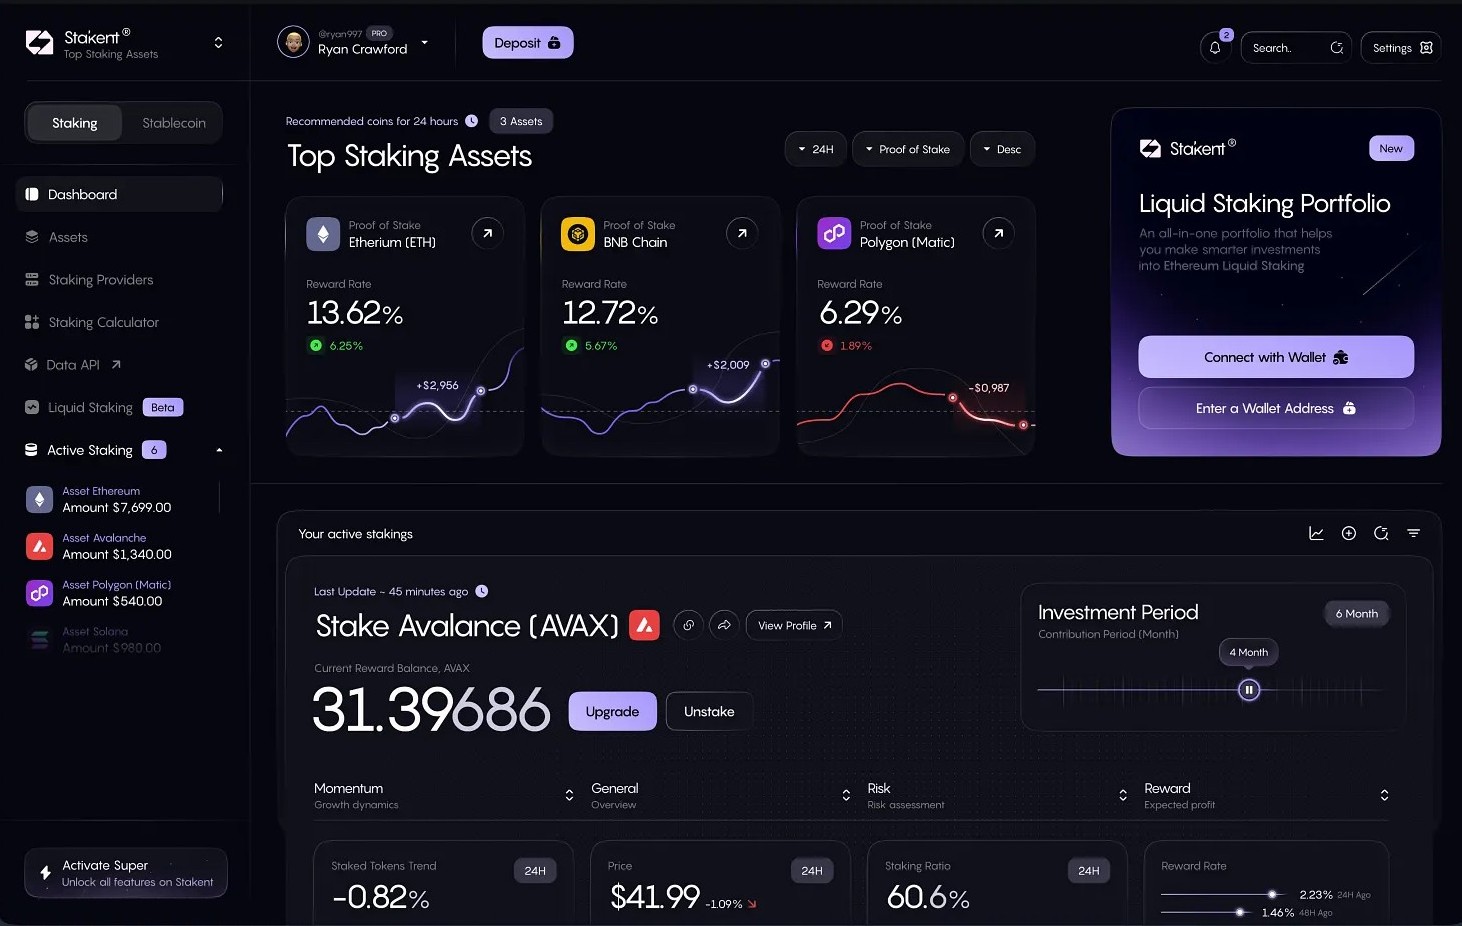 Stakent®
Top Staking Assets
Staking
Stablecoin
Dashboard
Assets
Staking Providers
Staking Calculator
Data API
Liquid Staking Beta
Active Staking 6
Asset Ethereum
Amount $7,699.00
Asset Avalanche
Amount $1,340.00
Asset Polygon (Matic)
Amount $540.00
Asset Solana
Amount $980.00
Activate Super
Unlock all features on Stakent
@ryan997 PRO
Ryan Crawford
Deposit
2
Search..
Settings
Recommended coins for 24 hours
3 Assets
Top Staking Assets
24H
Proof of Stake
Desc
Proof of Stake
Etherium (ETH)
Reward Rate
13.62%
6.25%
+$2,956
Proof of Stake
BNB Chain
Reward Rate
12.72%
5.67%
+$2,009
Proof of Stake
Polygon (Matic)
Reward Rate
6.29%
1.89%
-$0,987
Stakent®
New
Liquid Staking Portfolio
An all-in-one portfolio that helps
you make smarter investments
into Ethereum Liquid Staking
Connect with Wallet
Enter a Wallet Address
Your active stakings
Last Update ~ 45 minutes ago
Stake Avalance (AVAX)
View Profile
Current Reward Balance, AVAX
31.39686
Upgrade
Unstake
Investment Period
Contribution Period (Month)
6 Month
4 Month
Momentum
Growth dynamics
General
Overview
Risk
Risk assessment
Reward
Expected profit
Staked Tokens Trend
24H
-0.82%
Price
24H
$41.99 -1.09%
Staking Ratio
24H
60.6%
Reward Rate
2.23% 24H Ago
1.46% 48H Ago